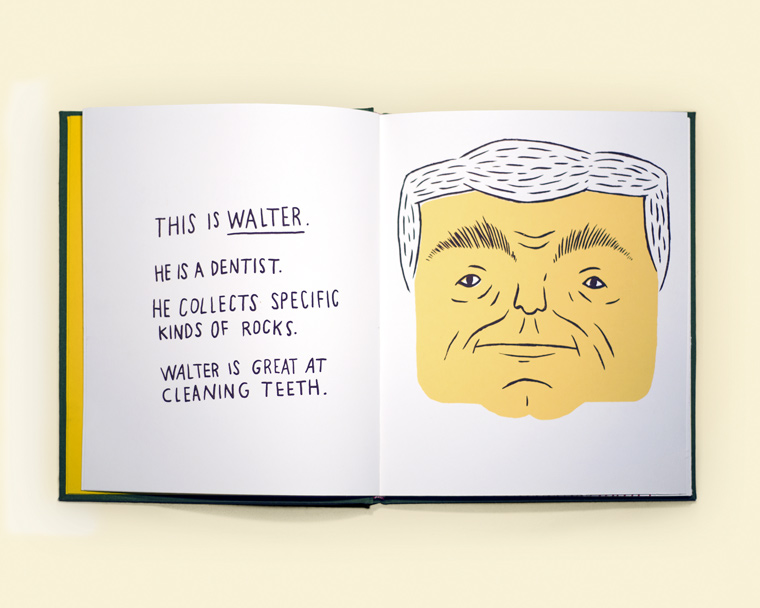 THIS IS WALTER.
HE IS A DENTIST.
HE COLLECTS SPECIFIC
KINDS OF ROCKS.
WALTER IS GREAT AT
CLEANING TEETH.